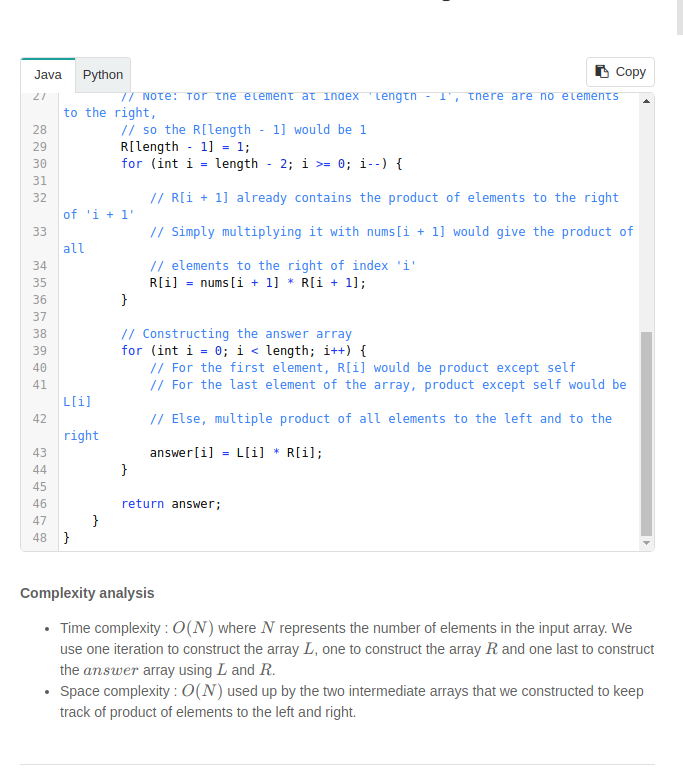 Java Python Copy
27 // Note: for the element at index 'length - 1', there are no elements
to the right,
28 // so the R[length - 1] would be 1
29 R[length - 1] = 1;
30 for (int i = length - 2; i >= 0; i--) {
31
32 // R[i + 1] already contains the product of elements to the right
of 'i + 1'
33 // Simply multiplying it with nums[i + 1] would give the product of
all
34 // elements to the right of index 'i'
35 R[i] = nums[i + 1] * R[i + 1];
36 }
37
38 // Constructing the answer array
39 for (int i = 0; i < length; i++) {
40 // For the first element, R[i] would be product except self
41 // For the last element of the array, product except self would be
L[i]
42 // Else, multiple product of all elements to the left and to the
right
43 answer[i] = L[i] * R[i];
44 }
45
46 return answer;
47 }
48 }
Complexity analysis
• Time complexity : O(N) where N represents the number of elements in the input array. We
use one iteration to construct the array L, one to construct the array R and one last to construct
the answer array using L and R.
• Space complexity : O(N) used up by the two intermediate arrays that we constructed to keep
track of product of elements to the left and right.